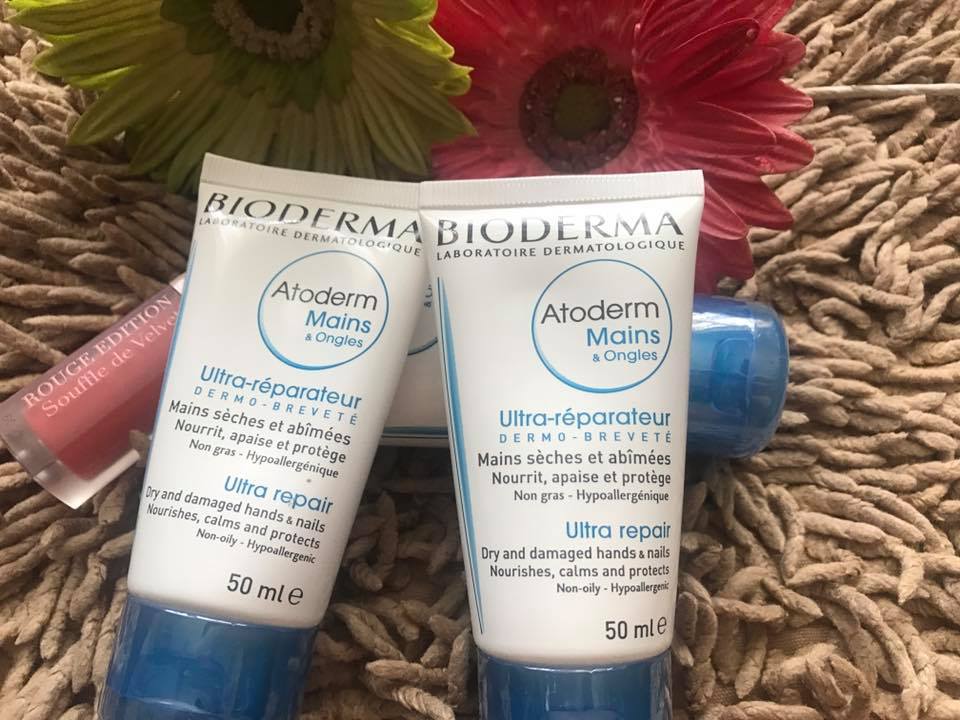 BIODERMA
LABORATOIRE DERMATOLOGIQUE
Atoderm
Mains
& Ongles
Ultra-réparateur
DERMO-BREVETÉ
Mains sèches et abîmées
Nourrit, apaise et protège
Non gras - Hypoallergénique
Ultra repair
Dry and damaged hands & nails
Nourishes, calms and protects
Non-oily - Hypoallergenic
50 ml e
BIODERMA
LABORATOIRE DERMATOLOGIQUE
Atoderm
Mains
& Ongles
Ultra-réparateur
DERMO-BREVETÉ
Mains sèches et abîmées
Nourrit, apaise et protège
Non gras - Hypoallergénique
Ultra repair
Dry and damaged hands & nails
Nourishes, calms and protects
Non-oily - Hypoallergenic
50 ml e
ROUGE EDITION
Souffle de Velvet